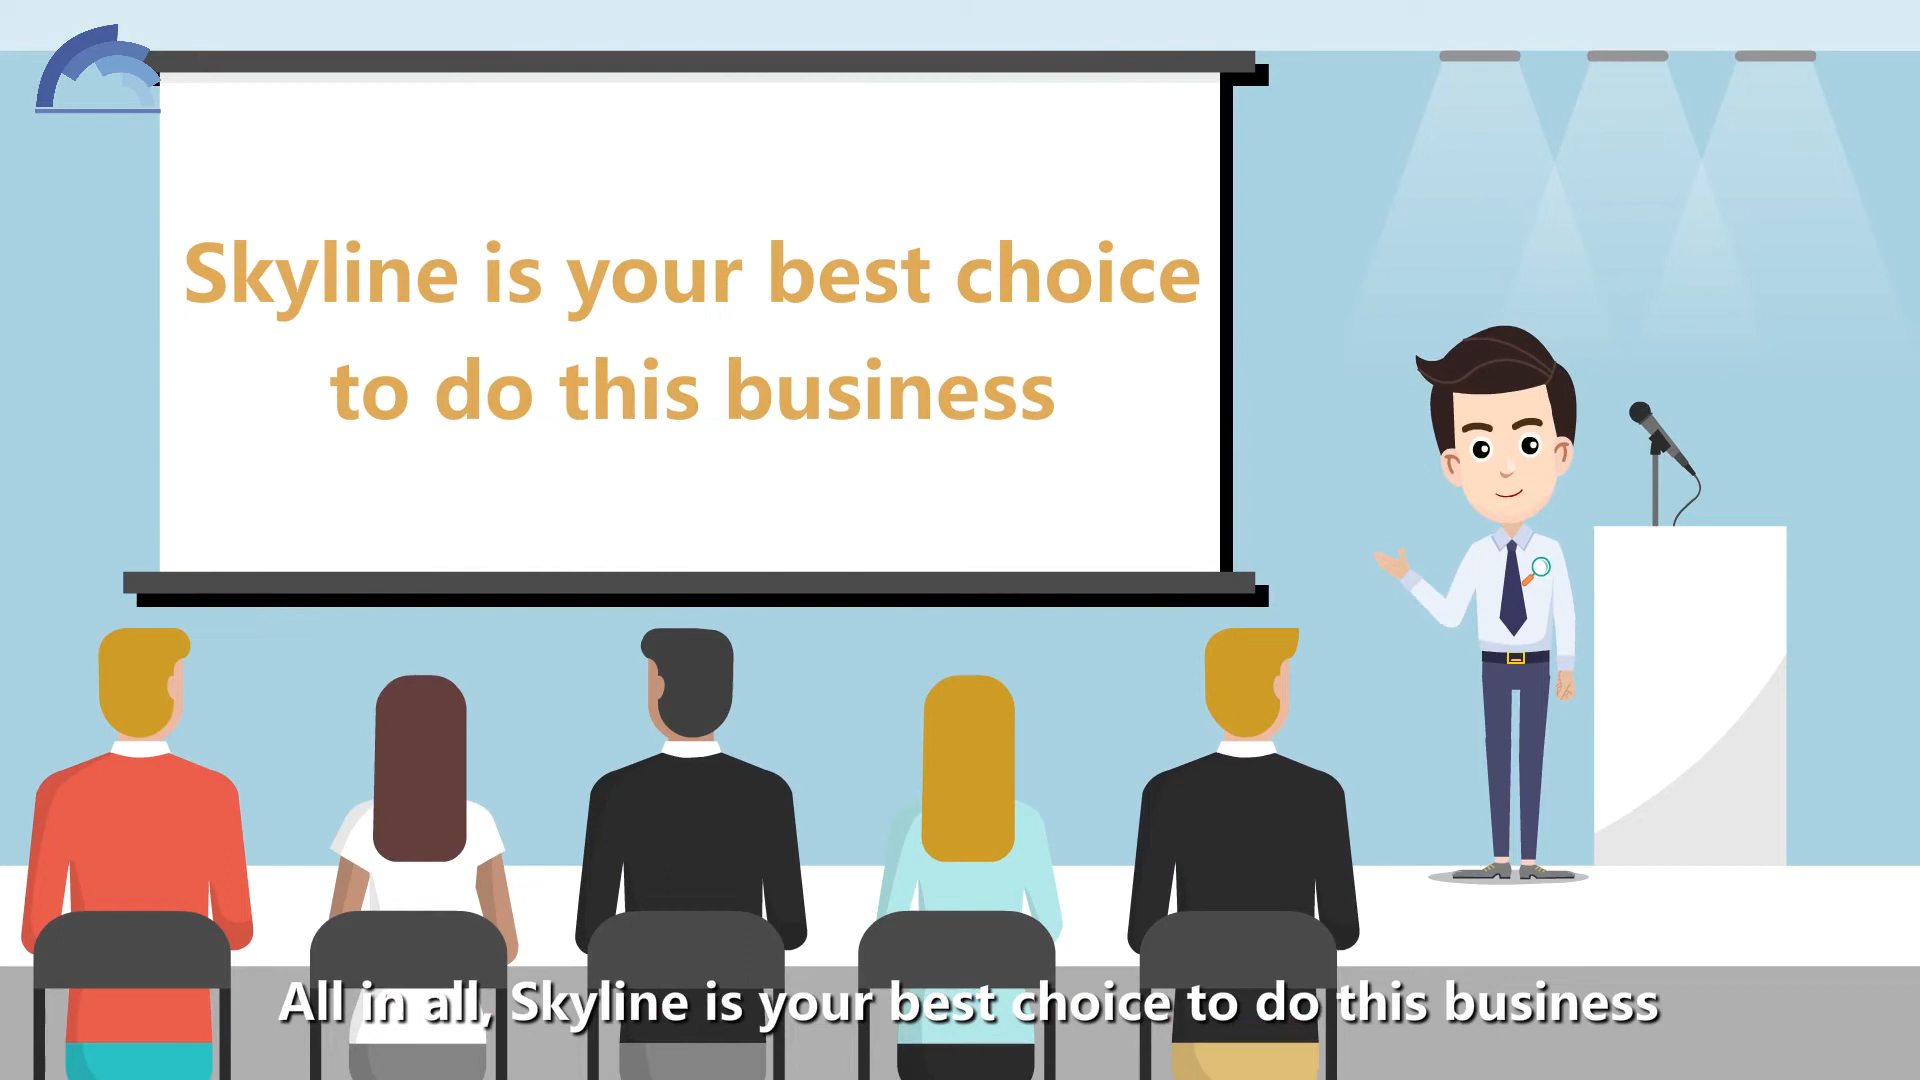 Skyline is your best choice
to do this business
All in all, Skyline is your best choice to do this business